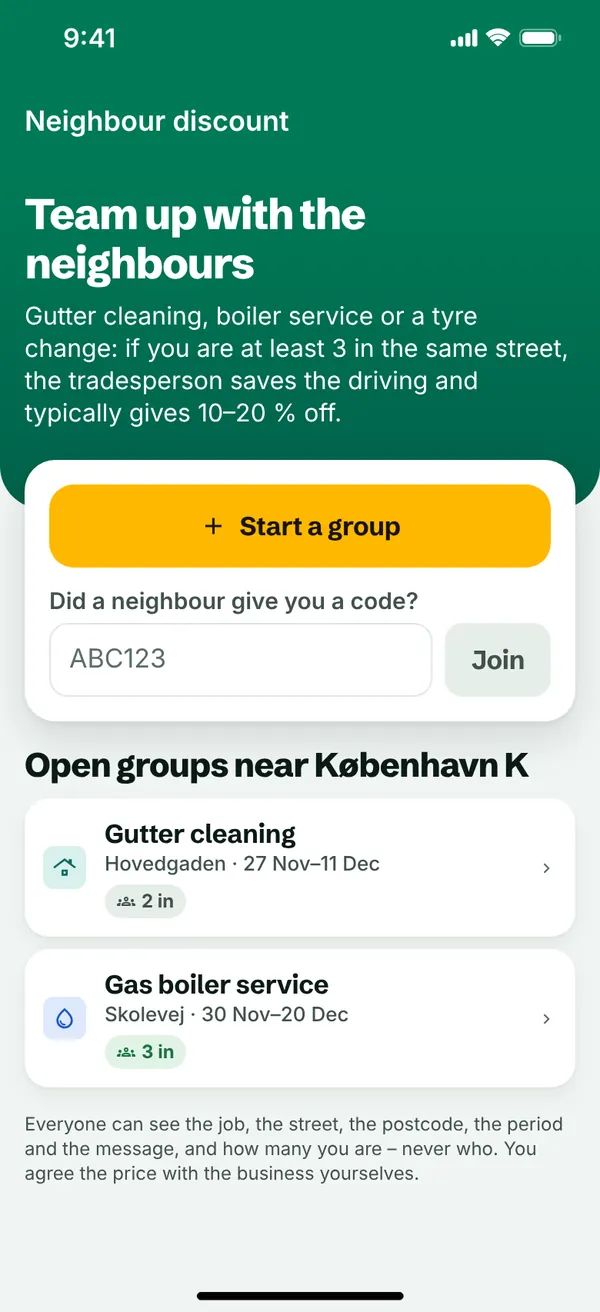 9:41
Neighbour discount
Team up with the
neighbours
Gutter cleaning, boiler service or a tyre
change: if you are at least 3 in the same street,
the tradesperson saves the driving and
typically gives 10–20 % off.
+ Start a group
Did a neighbour give you a code?
ABC123
Join
Open groups near København K
Gutter cleaning
Hovedgaden · 27 Nov–11 Dec
2 in
Gas boiler service
Skolevej · 30 Nov–20 Dec
3 in
Everyone can see the job, the street, the postcode, the period
and the message, and how many you are – never who. You
agree the price with the business yourselves.